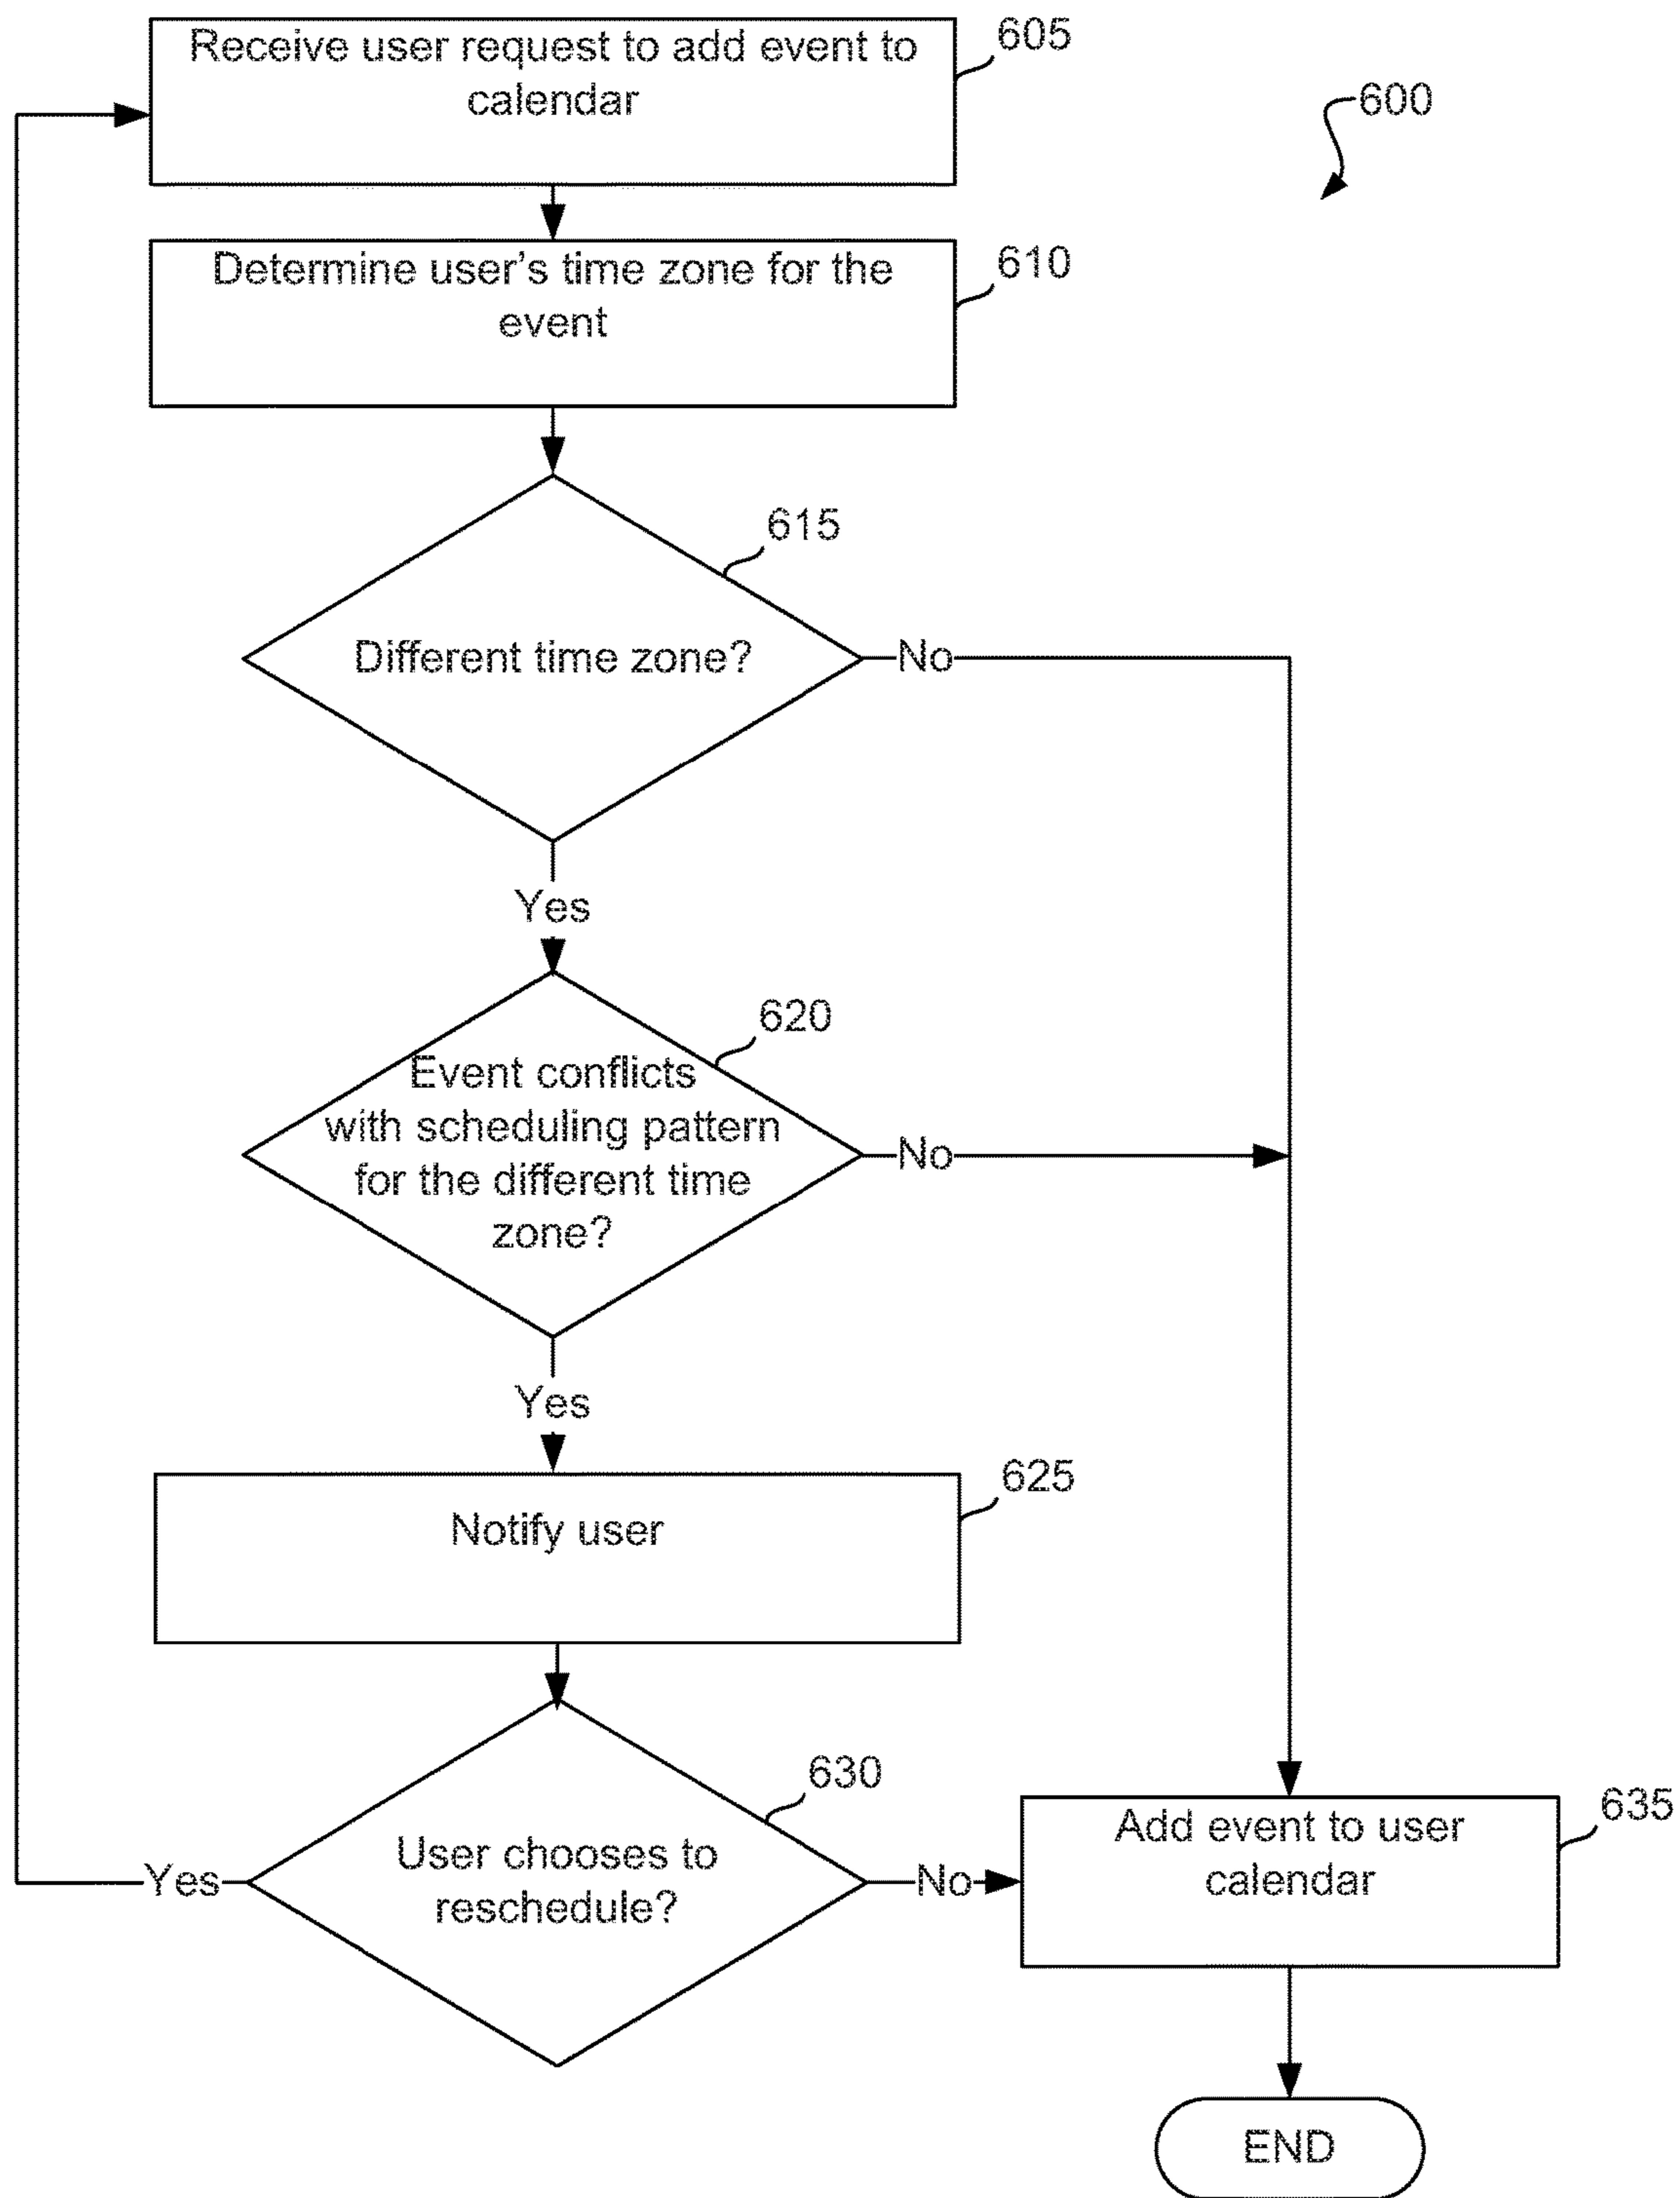 Receive user request to add event to
calendar
605
600
Determine user's time zone for the
event
610
615
Different time zone?
No
Yes
620
Event conflicts
with scheduling pattern
for the different time
zone?
No
Yes
625
Notify user
630
User chooses to
reschedule?
Yes
No
635
Add event to user
calendar
END